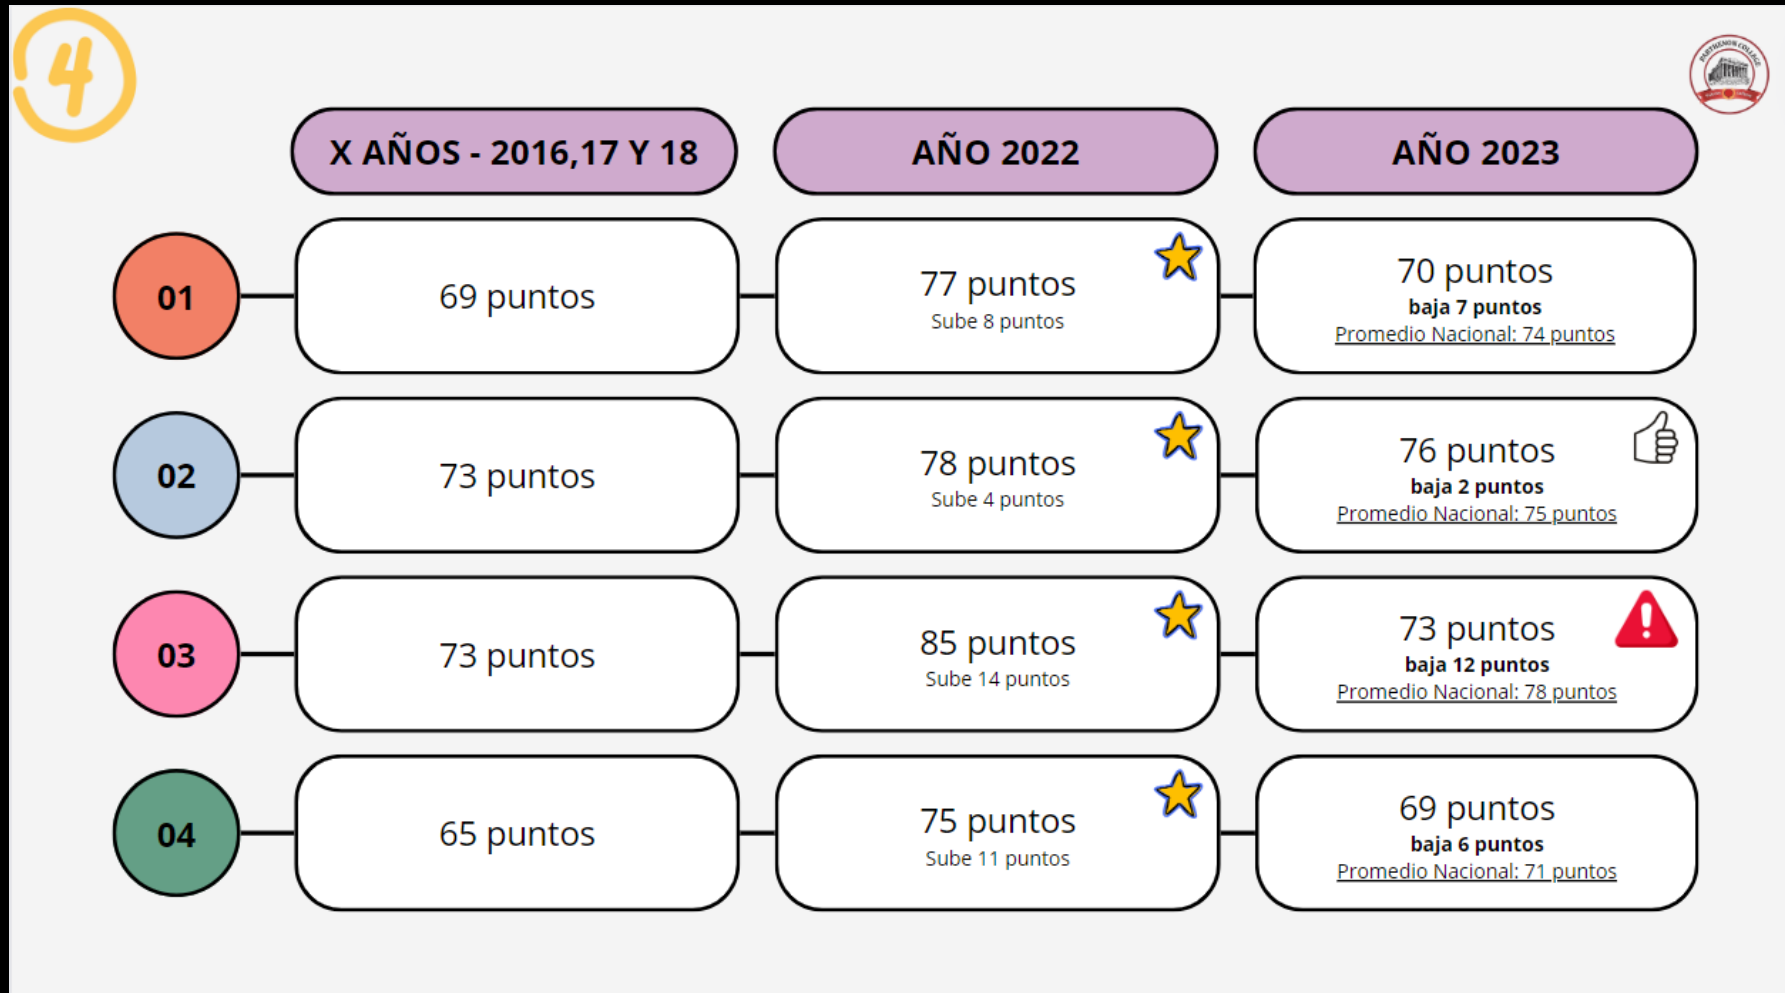 4
PARTHENON COLLEGE
X AÑOS - 2016,17 Y 18
AÑO 2022
AÑO 2023
01
69 puntos
77 puntos
Sube 8 puntos
70 puntos
baja 7 puntos
Promedio Nacional: 74 puntos
02
73 puntos
78 puntos
Sube 4 puntos
76 puntos
baja 2 puntos
Promedio Nacional: 75 puntos
03
73 puntos
85 puntos
Sube 14 puntos
73 puntos
baja 12 puntos
Promedio Nacional: 78 puntos
04
65 puntos
75 puntos
Sube 11 puntos
69 puntos
baja 6 puntos
Promedio Nacional: 71 puntos